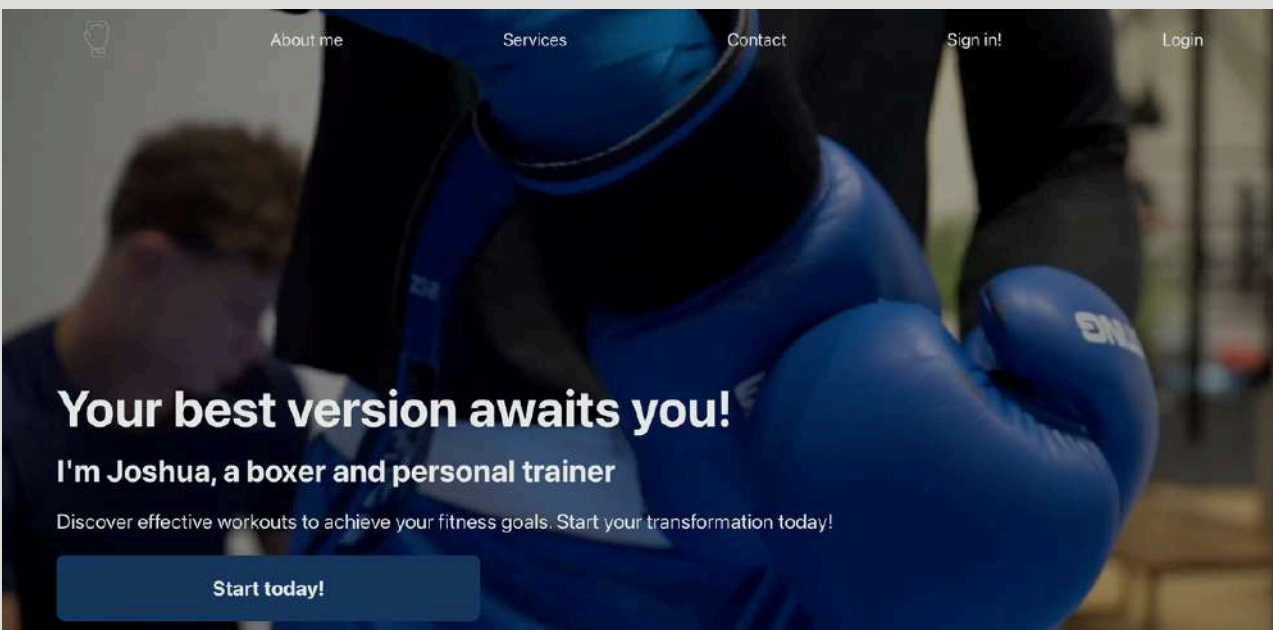 About me
Services
Contact
Sign in!
Login
Your best version awaits you!
I'm Joshua, a boxer and personal trainer
Discover effective workouts to achieve your fitness goals. Start your transformation today!
Start today!